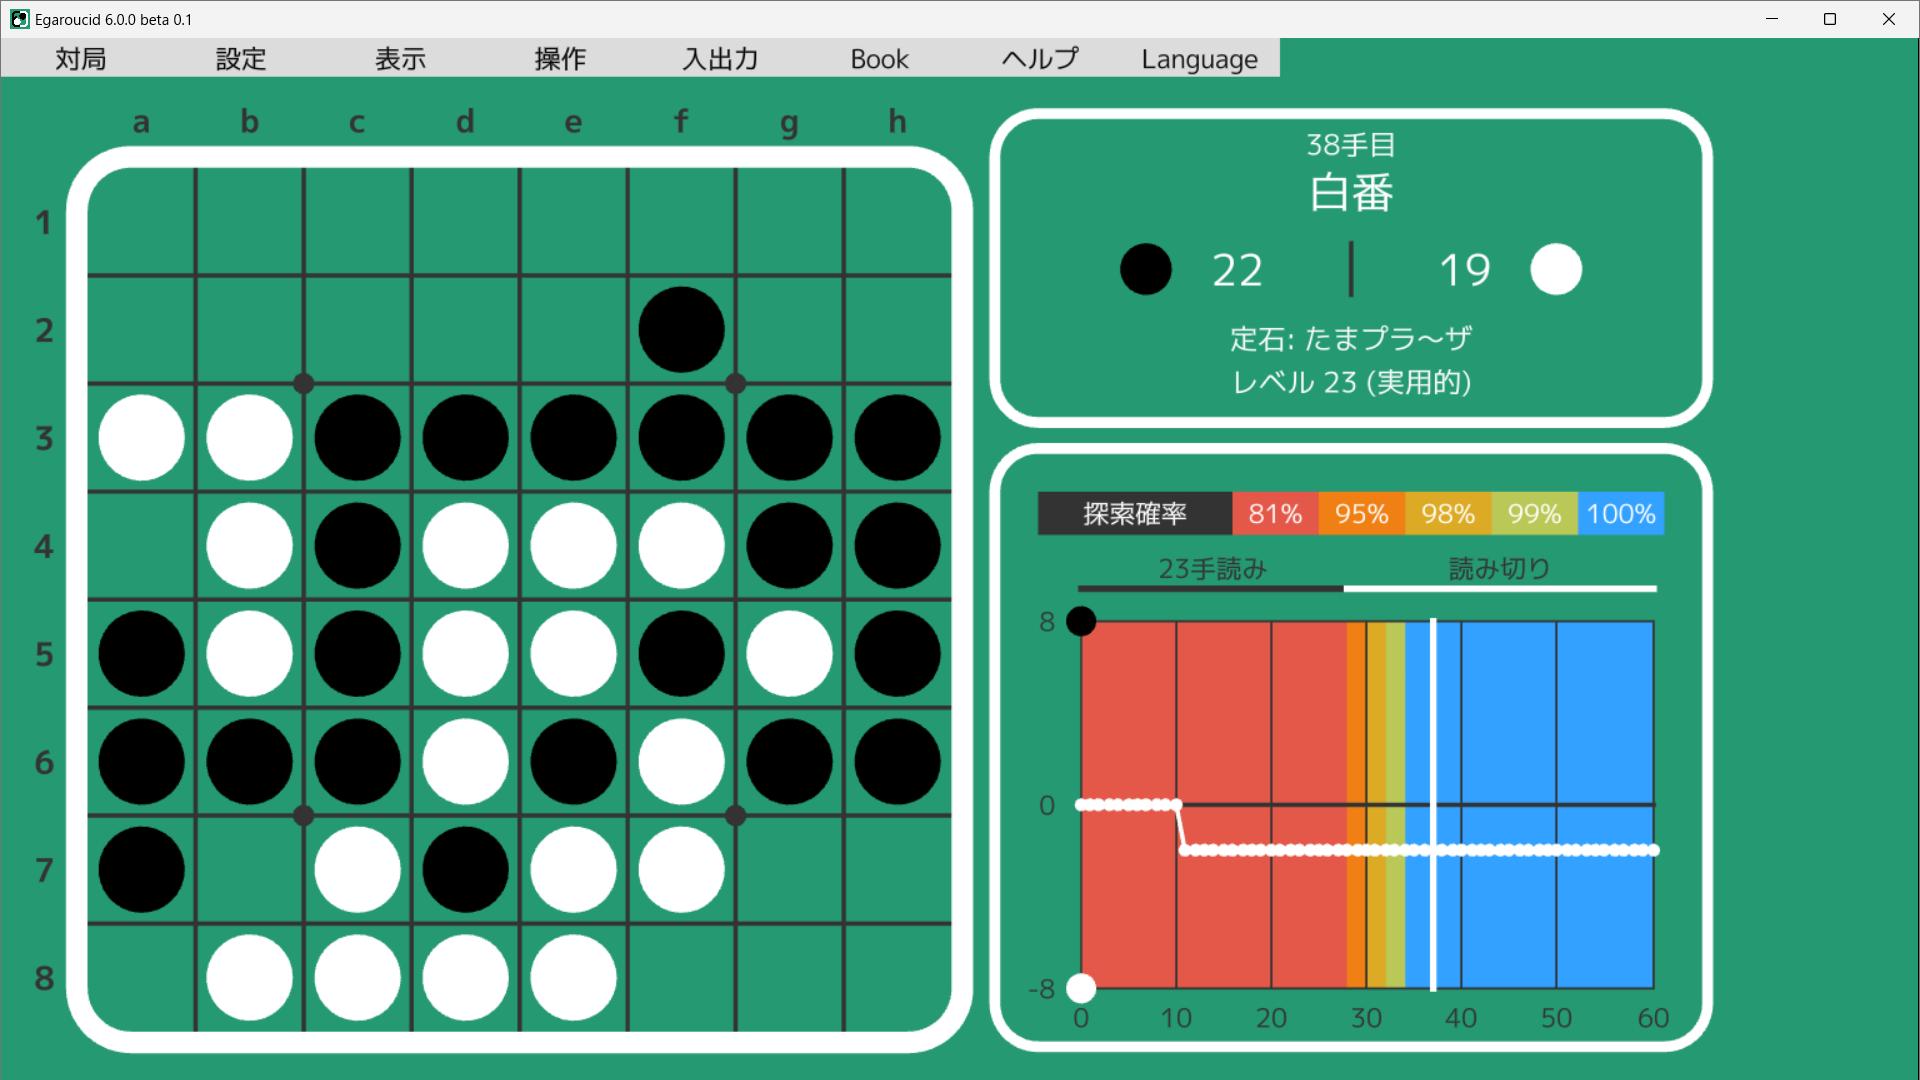 Egaroucid 6.0.0 beta 0.1
対局 設定 表示 操作 入出力 Book ヘルプ Language
a b c d e f g h
1
2
3
4
5
6
7
8
38手目
白番
22 19
定石: たまプラ～ザ
レベル 23 (実用的)
探索確率 81% 95% 98% 99% 100%
23手読み 読み切り
8
0
-8
0 10 20 30 40 50 60